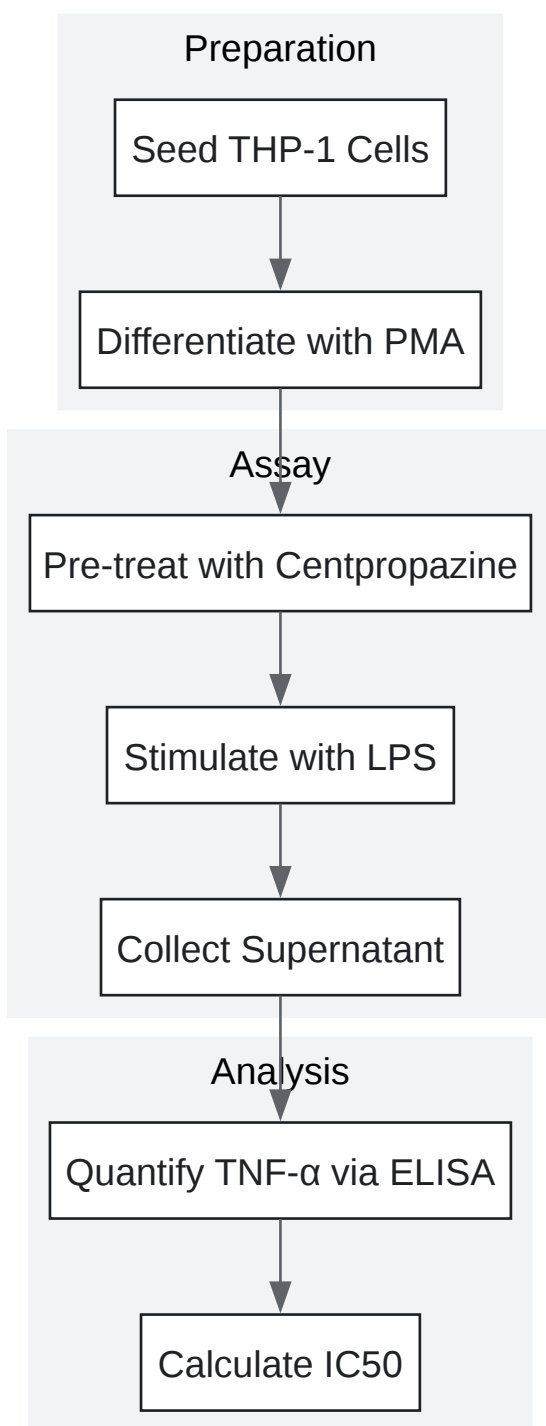 Preparation
Seed THP-1 Cells
Differentiate with PMA
Assay
Pre-treat with Centpropazine
Stimulate with LPS
Collect Supernatant
Analysis
Quantify TNF-α via ELISA
Calculate IC50